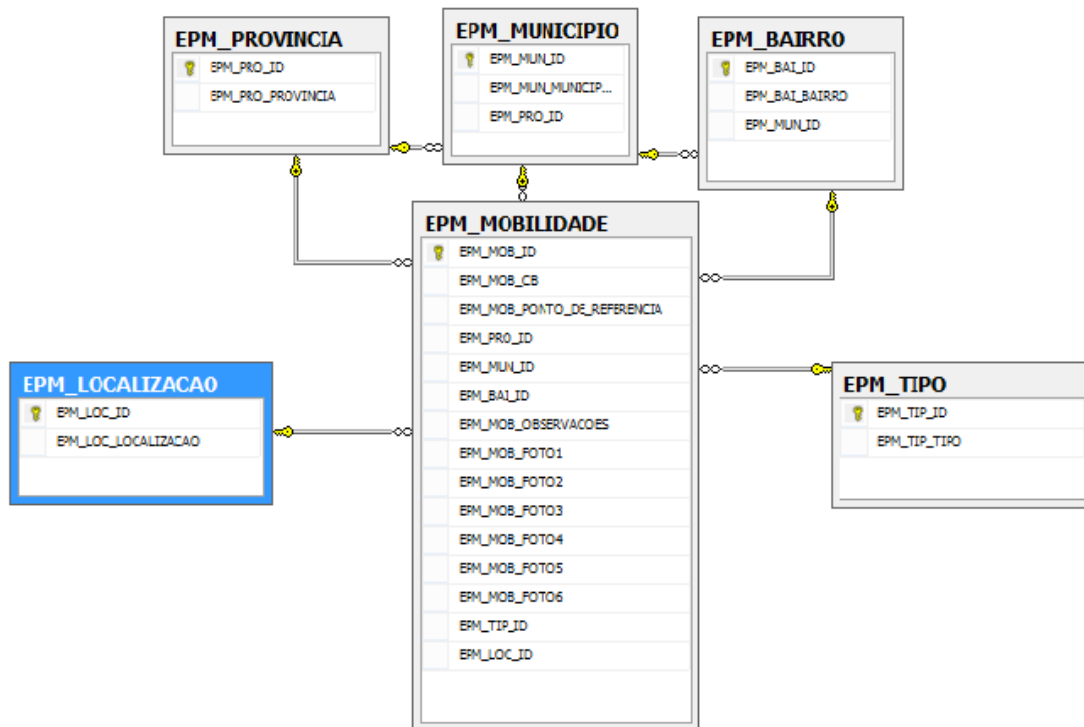 EPM_PROVINCIA
EPM_PRO_ID
EPM_PRO_PROVINCIA
EPM_MUNICIPIO
EPM_MUN_ID
EPM_MUN_MUNICIP...
EPM_PRO_ID
EPM_BAIRRO
EPM_BAI_ID
EPM_BAI_BAIRRO
EPM_MUN_ID
EPM_MOBILIDADE
EPM_MOB_ID
EPM_MOB_CB
EPM_MOB_PONTO_DE_REFERENCIA
EPM_PRO_ID
EPM_MUN_ID
EPM_BAI_ID
EPM_MOB_OBSERVACOES
EPM_MOB_FOTO1
EPM_MOB_FOTO2
EPM_MOB_FOTO3
EPM_MOB_FOTO4
EPM_MOB_FOTO5
EPM_MOB_FOTO6
EPM_TIP_ID
EPM_LOC_ID
EPM_LOCALIZACAO
EPM_LOC_ID
EPM_LOC_LOCALIZACAO
EPM_TIPO
EPM_TIP_ID
EPM_TIP_TIPO